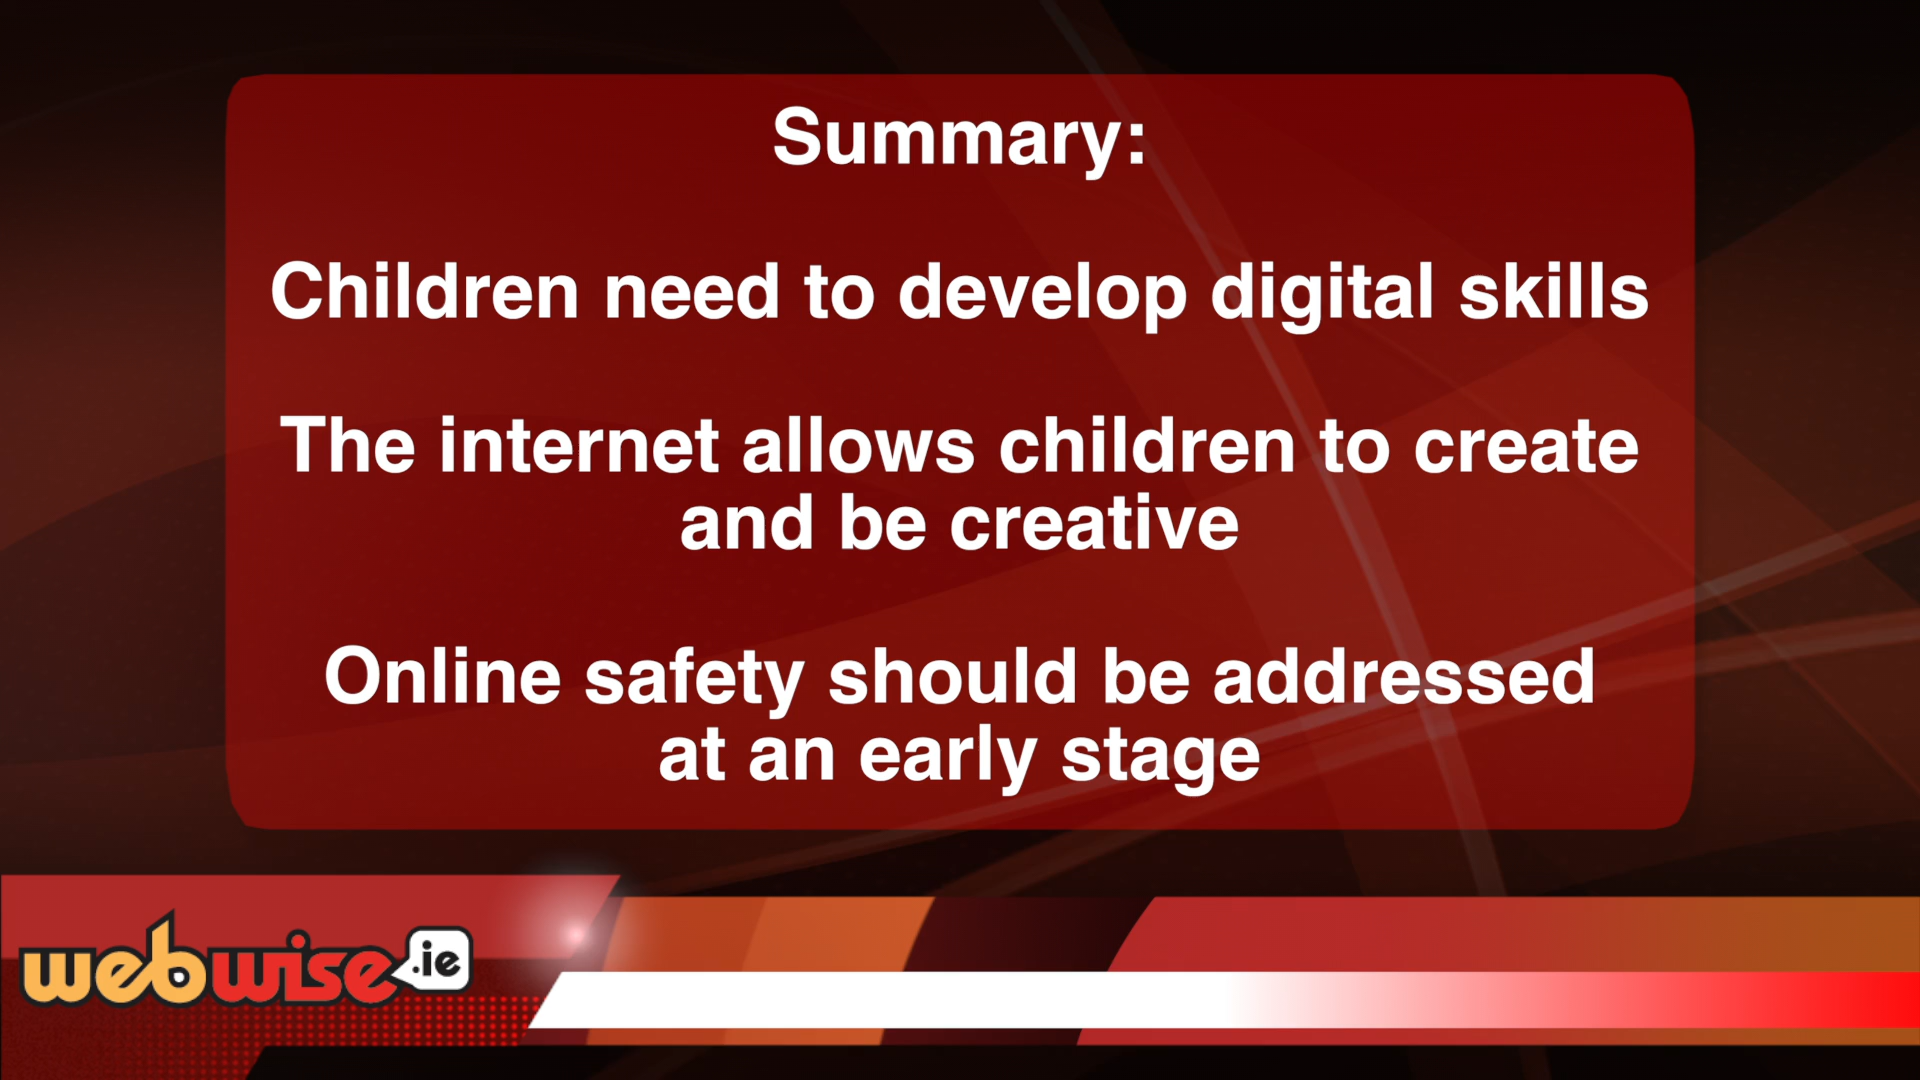 Summary:
Children need to develop digital skills
The internet allows children to create
and be creative
Online safety should be addressed
at an early stage
webwise.ie